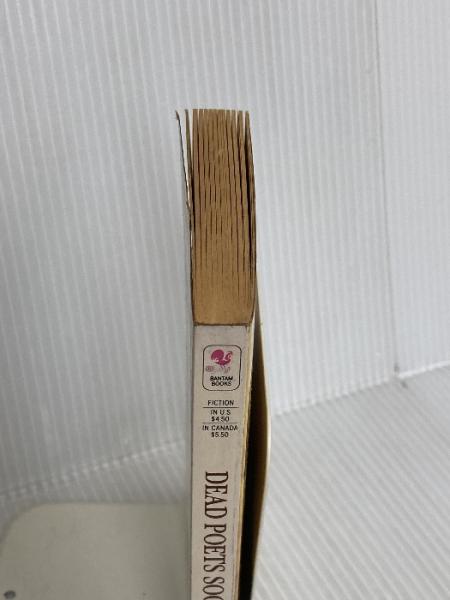 BANTAM
BOOKS
FICTION
IN U.S
$4.50
IN CANADA
$5.50
DEAD POETS SOC